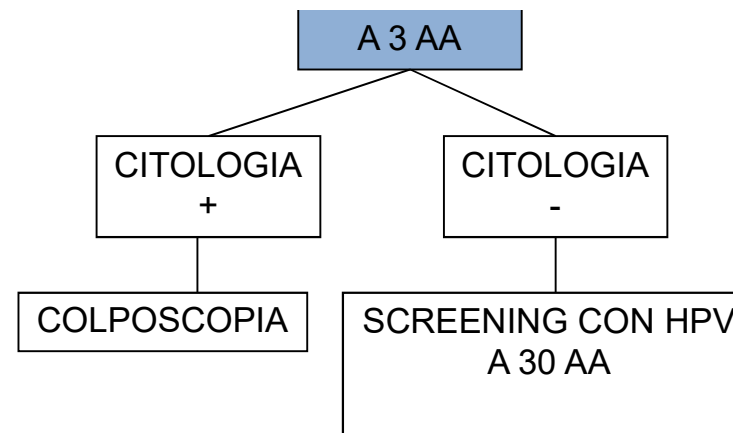 A 3 AA
CITOLOGIA
+
CITOLOGIA
-
COLPOSCOPIA
SCREENING CON HPV
A 30 AA